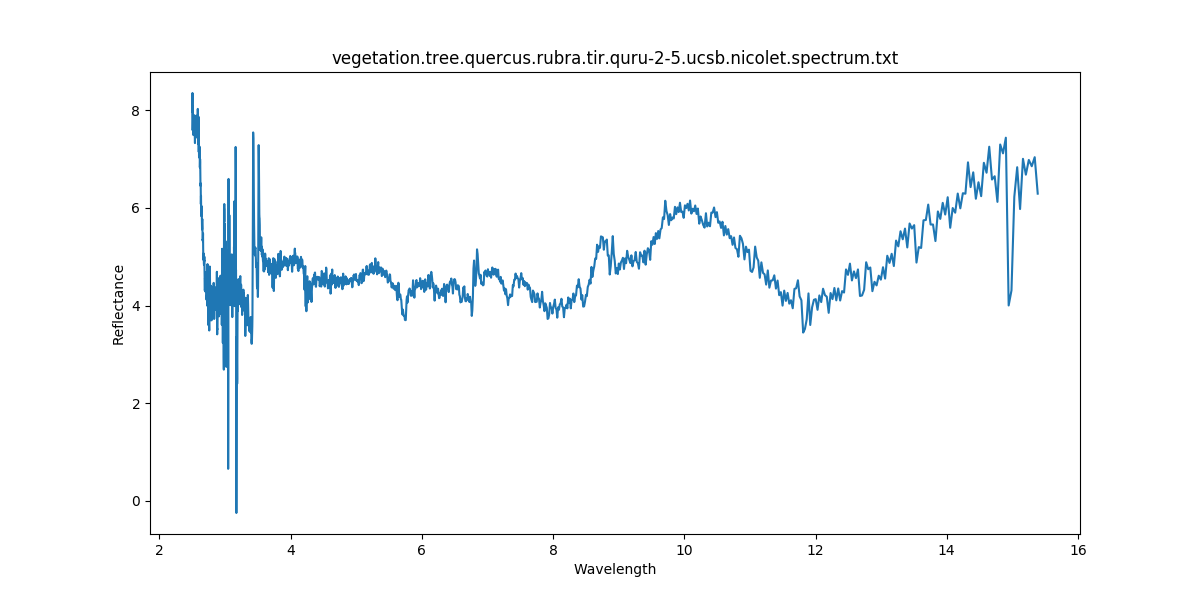 vegetation.tree.quercus.rubra.tir.quru-2-5.ucsb.nicolet.spectrum.txt
8
6
4
2
0
Reflectance
2 4 6 8 10 12 14 16
Wavelength